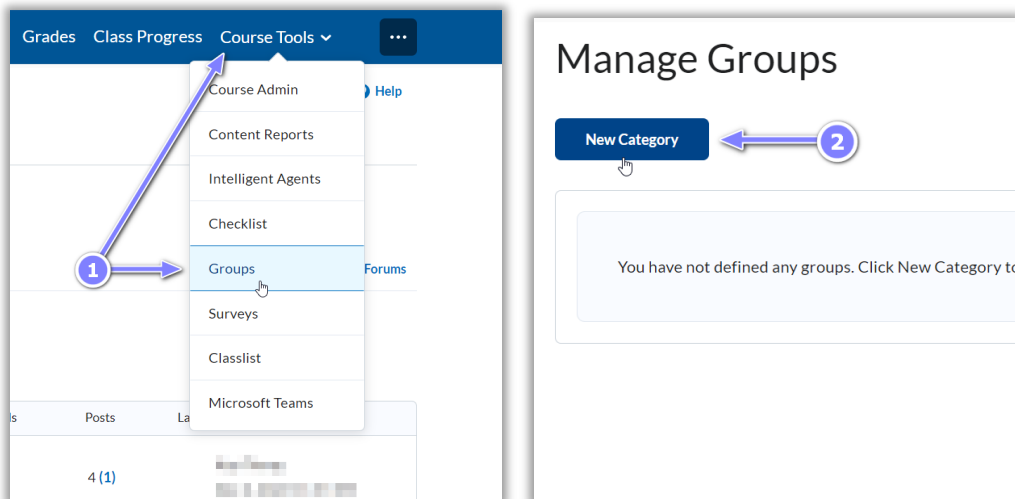 Grades Class Progress Course Tools
Help
Course Admin
Content Reports
Intelligent Agents
Checklist
1
Groups
Forums
Surveys
Classlist
Microsoft Teams
Posts
4 (1)
Manage Groups
New Category
2
You have not defined any groups. Click New Category to